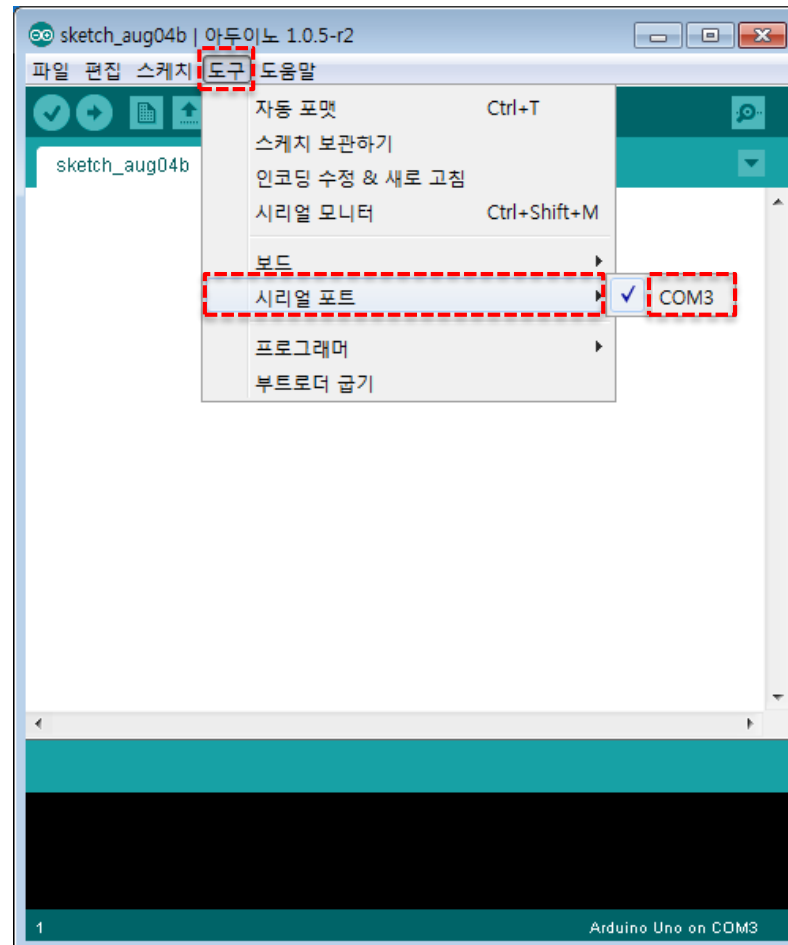 sketch_aug04b | 아두이노 1.0.5-r2
파일 편집 스케치 도구 도움말
sketch_aug04b
자동 포맷 Ctrl+T
스케치 보관하기
인코딩 수정 & 새로 고침
시리얼 모니터 Ctrl+Shift+M
보드
시리얼 포트
COM3
프로그래머
부트로더 굽기
1 Arduino Uno on COM3